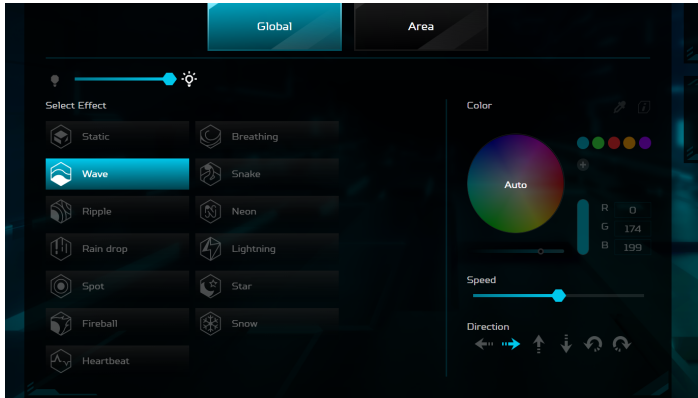 Global Area
Select Effect
Static Breathing
Wave Snake
Ripple Neon
Rain drop Lightning
Spot Star
Fireball Snow
Heartbeat
Color
Auto
R 0
G 174
B 199
Speed
Direction